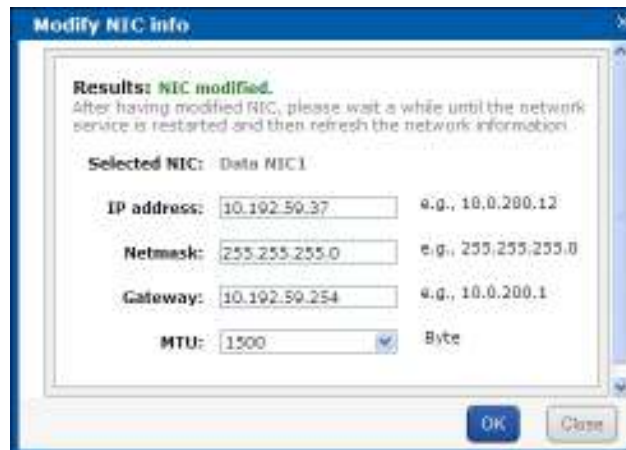 Modify NIC info
Results: NIC modified.
After having modified NIC, please wait a while until the network
service is restarted and then refresh the network information
Selected NIC: Data NIC1
IP address: 10.192.59.37 e.g., 10.0.200.12
Netmask: 255.255.255.0 e.g., 255.255.255.0
Gateway: 10.192.59.254 e.g., 10.0.200.1
MTU: 1500 Byte
OK Close